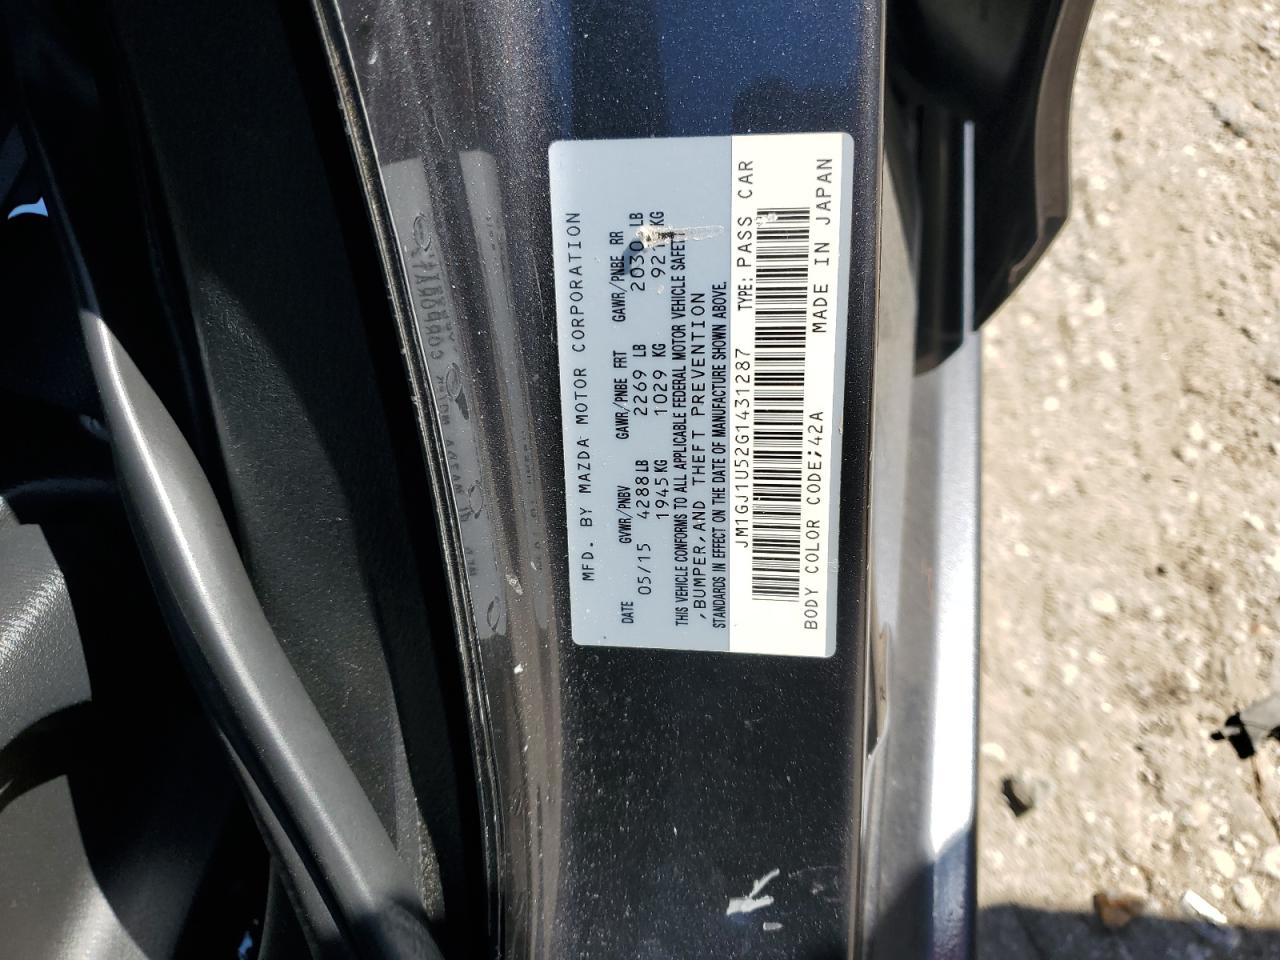 MFD. BY MAZDA MOTOR CORPORATION
DATE GVWR/PNBV GAWR/PNBE FRT GAWR/PNBE RR
05/15 4288LB 2269 LB 2030 LB
1945KG 1029 KG 921 KG
THIS VEHICLE CONFORMS TO ALL APPLICABLE FEDERAL MOTOR VEHICLE SAFETY
,BUMPER,AND THEFT PREVENTION
STANDARDS IN EFFECT ON THE DATE OF MANUFACTURE SHOWN ABOVE.
JM1GJ1U52G1431287 TYPE: PASS CAR
BODY COLOR CODE;42A MADE IN JAPAN